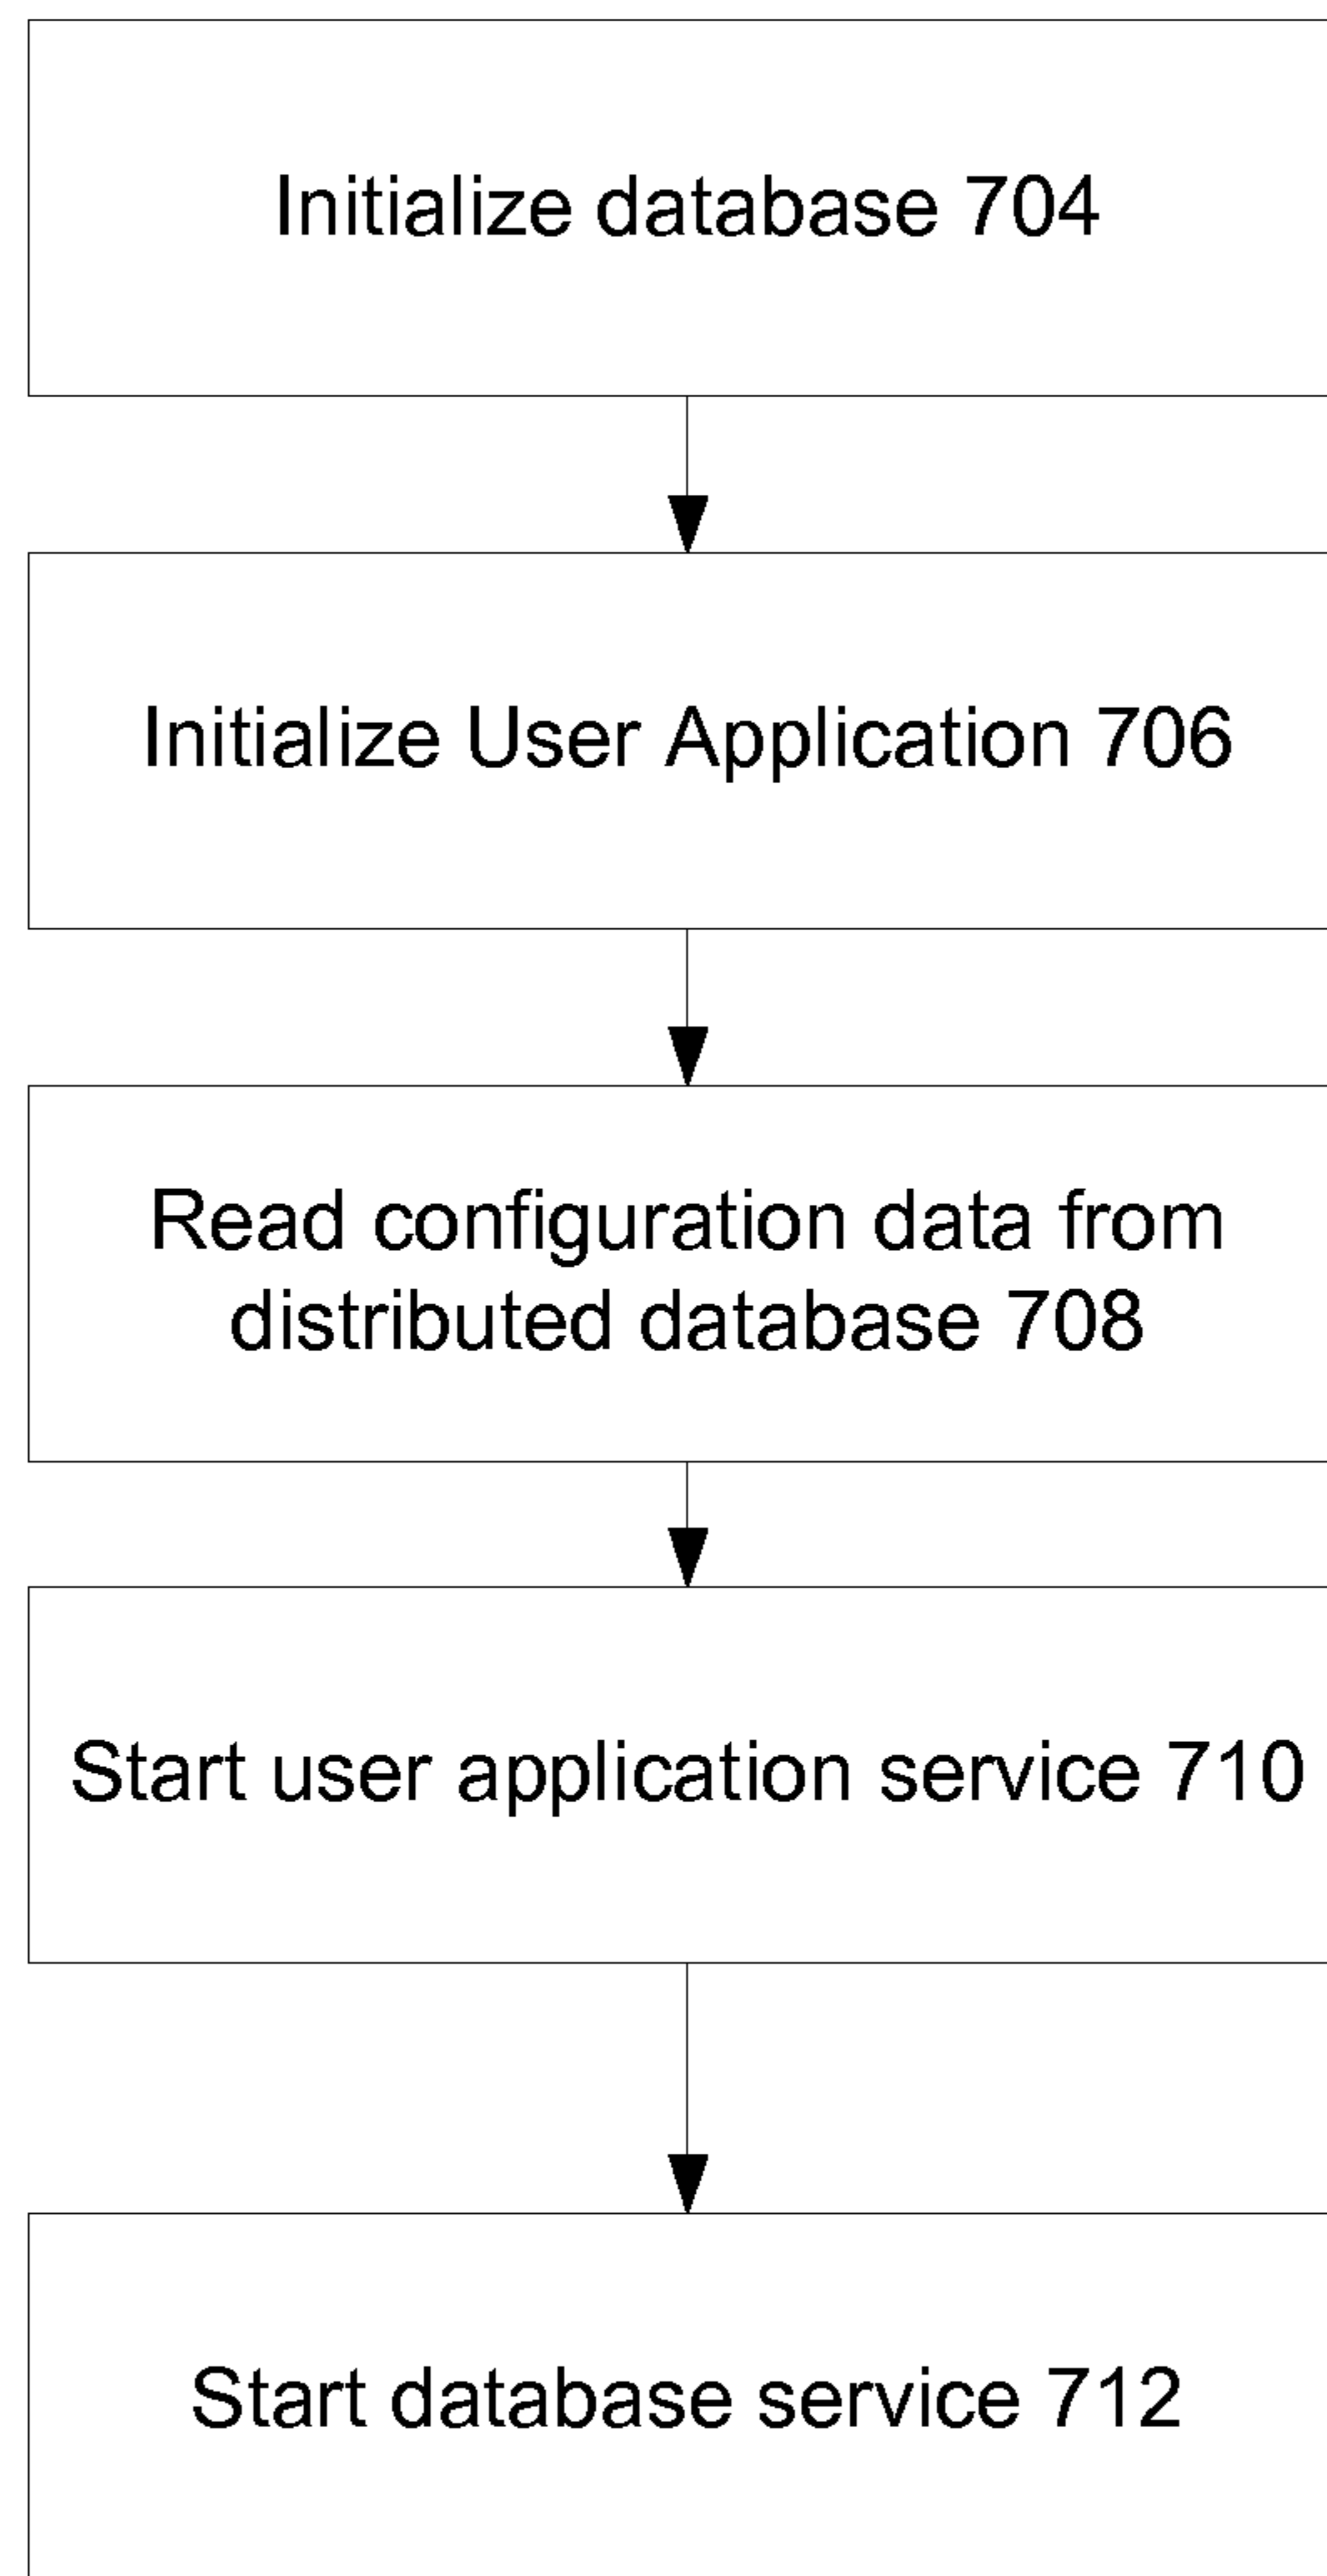 Initialize database 704
Initialize User Application 706
Read configuration data from
distributed database 708
Start user application service 710
Start database service 712